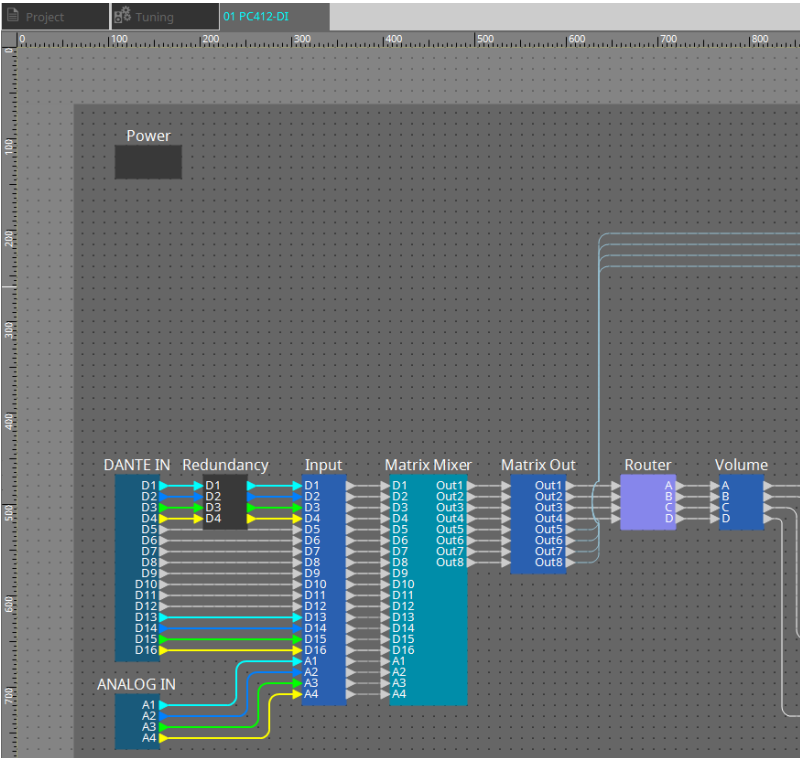 Project Tuning 01 PC412-DI
0 100 200 300 400 500 600 700 800
0
100
200
300
400
500
600
700
Power
DANTE IN Redundancy Input Matrix Mixer Matrix Out Router Volume
D1 D1 D1 D1 Out1 Out1 A A
D2 D2 D2 D2 Out2 Out2 B B
D3 D3 D3 D3 Out3 Out3 C C
D4 D4 D4 D4 Out4 Out4 D D
D5 D5 D5 Out5 Out5
D6 D6 D6 Out6 Out6
D7 D7 D7 Out7 Out7
D8 D8 D8 Out8 Out8
D9 D9 D9
D10 D10 D10
D11 D11 D11
D12 D12 D12
D13 D13 D13
D14 D14 D14
D15 D15 D15
D16 D16 D16
A1 A1
A2 A2
A3 A3
A4 A4
ANALOG IN
A1
A2
A3
A4